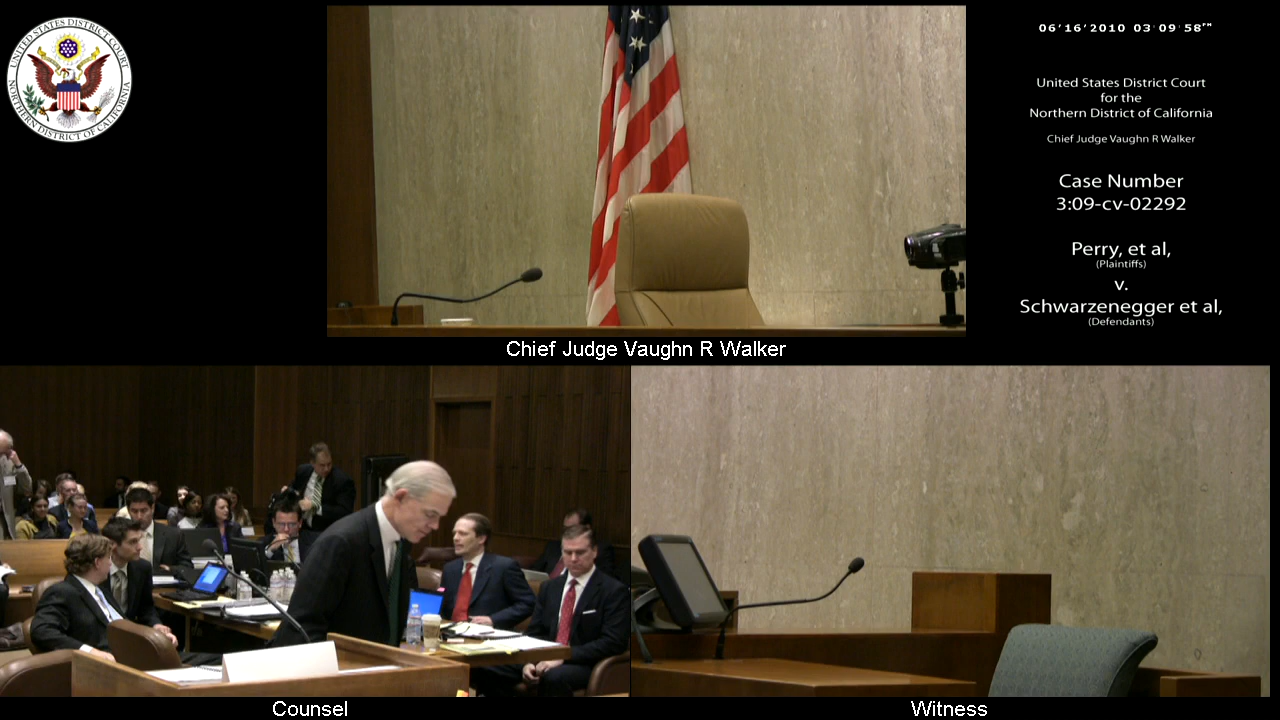 UNITED STATES DISTRICT COURT
NORTHERN DISTRICT OF CALIFORNIA
06'16'2010 03:09:58 PM
United States District Court
for the
Northern District of California
Chief Judge Vaughn R Walker
Case Number
3:09-cv-02292
Perry, et al,
(Plaintiffs)
v.
Schwarzenegger et al,
(Defendants)
Chief Judge Vaughn R Walker
Counsel
Witness